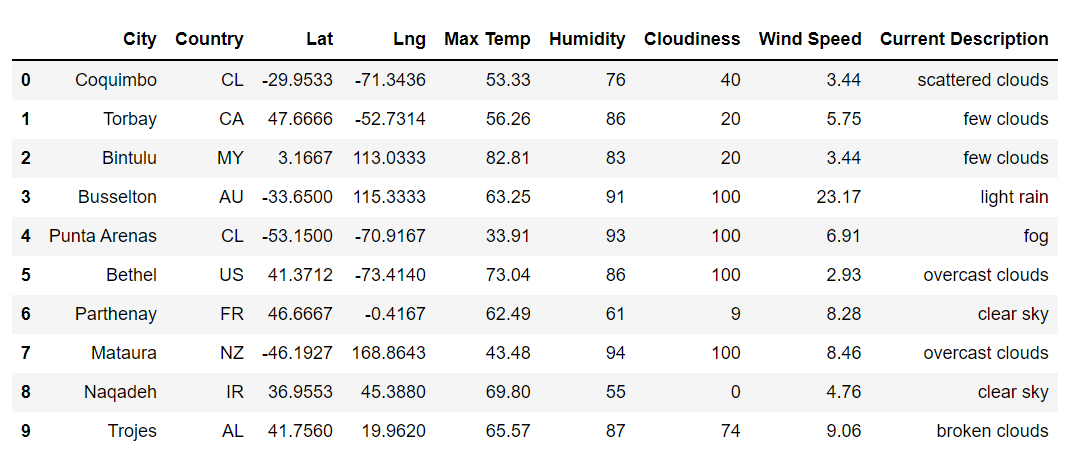 City Country Lat Lng Max Temp Humidity Cloudiness Wind Speed Current Description
0 Coquimbo CL -29.9533 -71.3436 53.33 76 40 3.44 scattered clouds
1 Torbay CA 47.6666 -52.7314 56.26 86 20 5.75 few clouds
2 Bintulu MY 3.1667 113.0333 82.81 83 20 3.44 few clouds
3 Busselton AU -33.6500 115.3333 63.25 91 100 23.17 light rain
4 Punta Arenas CL -53.1500 -70.9167 33.91 93 100 6.91 fog
5 Bethel US 41.3712 -73.4140 73.04 86 100 2.93 overcast clouds
6 Parthenay FR 46.6667 -0.4167 62.49 61 9 8.28 clear sky
7 Mataura NZ -46.1927 168.8643 43.48 94 100 8.46 overcast clouds
8 Naqadeh IR 36.9553 45.3880 69.80 55 0 4.76 clear sky
9 Trojes AL 41.7560 19.9620 65.57 87 74 9.06 broken clouds